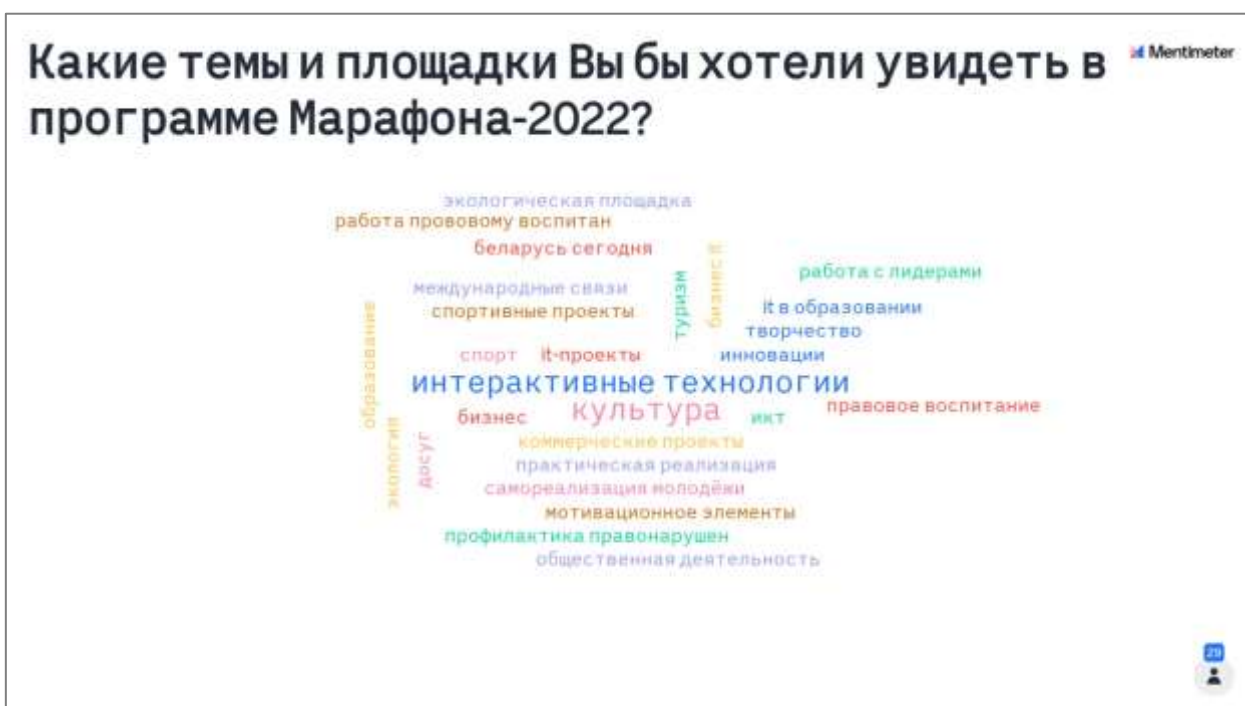 Какие темы и площадки Вы бы хотели увидеть в
программе Марафона-2022?
Mentimeter
экологическая площадка
работа прововому воспитан
беларусь сегодня
работа с лидерами
международные связи
туризм
бизнес it
спортивные проекты
it в образовании
творчество
образование
спорт
it-проекты
инновации
интерактивные технологии
культура
правовое воспитание
бизнес
икт
экология
досуг
коммерческие проекты
практическая реализация
самореализация молодёжи
мотивационное элементы
профилактика правонарушен
общественная деятельность
29